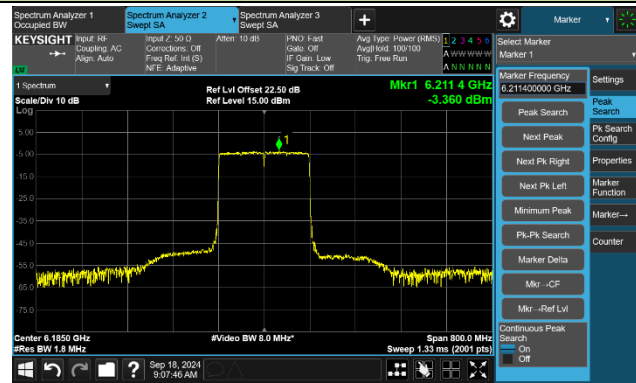 Spectrum Analyzer 1
Occupied BW
Spectrum Analyzer 2
Swept SA
Spectrum Analyzer 3
Swept SA
+
Marker
KEYSIGHT
Input: RF
Coupling: AC
Align: Auto
Input Z: 50 Ω
Corrections: Off
Freq Ref: Int (S)
NFE: Adaptive
Atten: 10 dB
PNO: Fast
Gate: Off
IF Gain: Low
Sig Track: Off
Avg Type: Power (RMS)
Avg|Hold: 100/100
Trig: Free Run
1 2 3 4 5 6
A W W W W W
A N N N N N
Select Marker
Marker 1
1 Spectrum
Scale/Div 10 dB
Log
Ref Lvl Offset 22.50 dB
Ref Level 15.00 dBm
Mkr1 6.211 4 GHz
-3.360 dBm
1
5.00
-5.00
-15.0
-25.0
-35.0
-45.0
-55.0
-65.0
-75.0
Center 6.1850 GHz
#Res BW 1.8 MHz
#Video BW 8.0 MHz*
Span 800.0 MHz
Sweep 1.33 ms (2001 pts)
Marker Frequency
6.211400000 GHz
Peak Search
Next Peak
Next Pk Right
Next Pk Left
Minimum Peak
Pk-Pk Search
Marker Delta
Mkr→CF
Mkr→Ref Lvl
Continuous Peak
Search
On
Off
Settings
Peak
Search
Pk Search
Config
Properties
Marker
Function
Marker→
Counter
?
Sep 18, 2024
9:07:46 AM